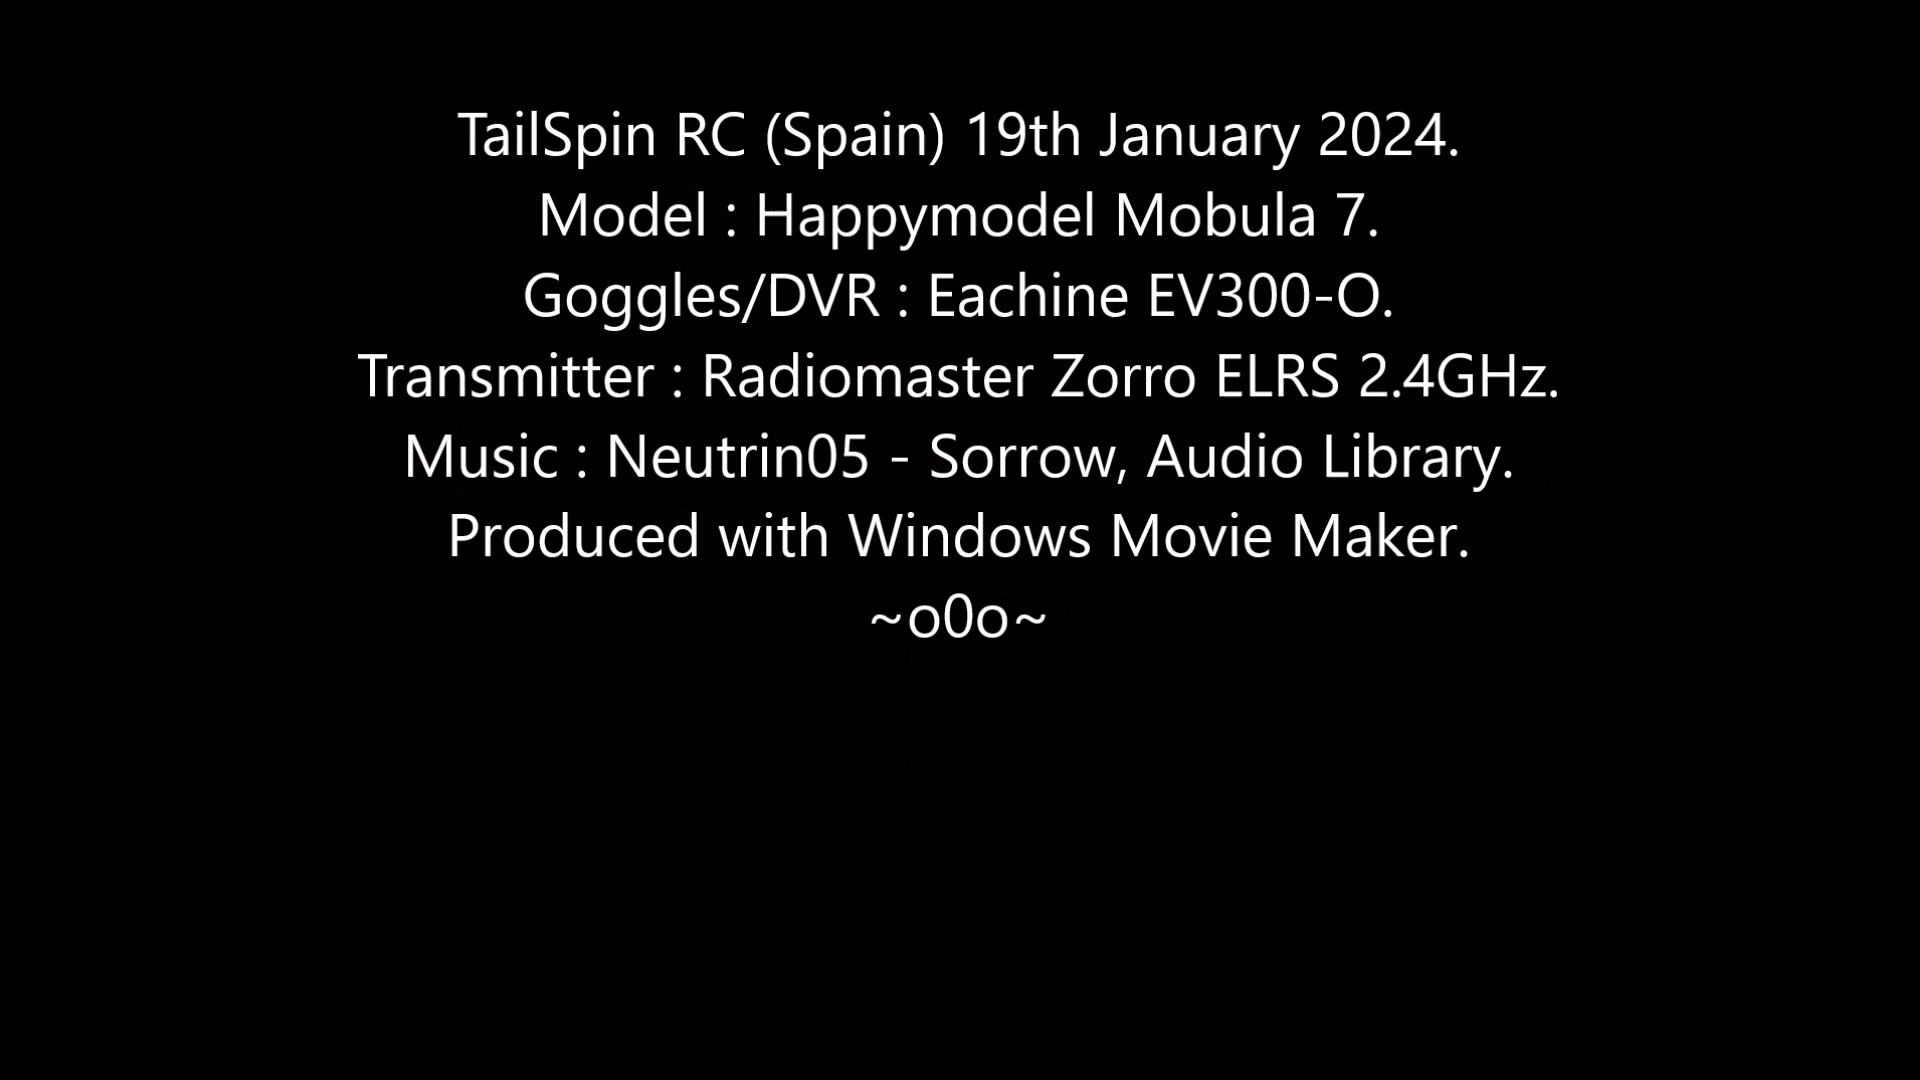 TailSpin RC (Spain) 19th January 2024.
Model : Happymodel Mobula 7.
Goggles/DVR : Eachine EV300-O.
Transmitter : Radiomaster Zorro ELRS 2.4GHz.
Music : Neutrin05 - Sorrow, Audio Library.
Produced with Windows Movie Maker.
~o0o~